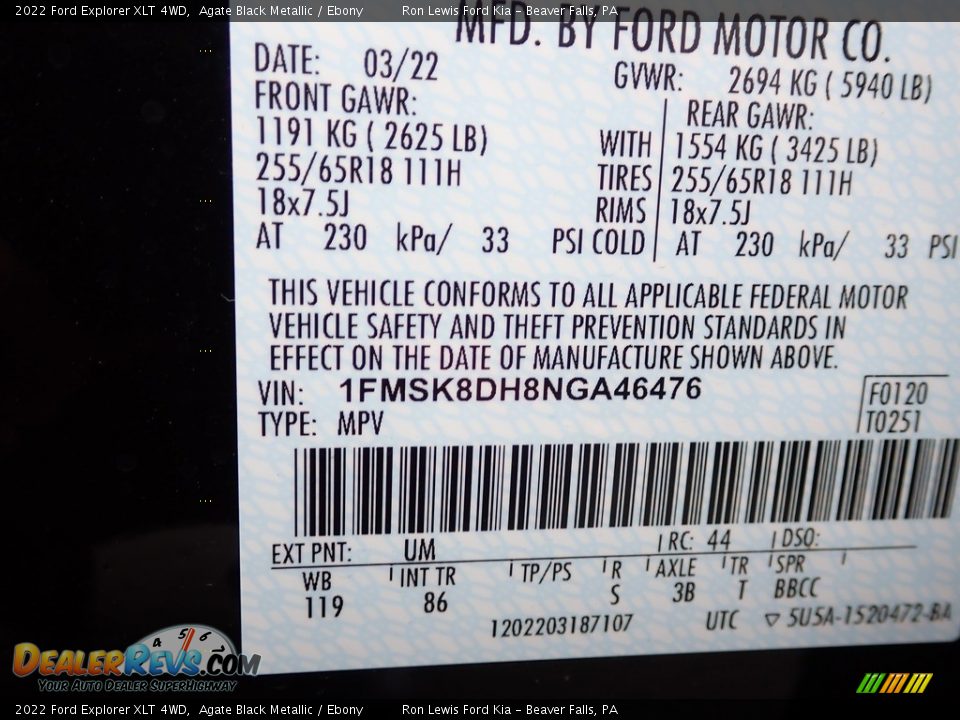 2022 Ford Explorer XLT 4WD, Agate Black Metallic / Ebony Ron Lewis Ford Kia – Beaver Falls, PA
MFD. BY FORD MOTOR CO.
DATE: 03/22 GVWR: 2694 KG ( 5940 LB)
FRONT GAWR: REAR GAWR:
1191 KG ( 2625 LB) WITH 1554 KG ( 3425 LB)
255/65R18 111H TIRES 255/65R18 111H
18x7.5J RIMS 18x7.5J
AT 230 kPa/ 33 PSI COLD AT 230 kPa/ 33 PSI
THIS VEHICLE CONFORMS TO ALL APPLICABLE FEDERAL MOTOR
VEHICLE SAFETY AND THEFT PREVENTION STANDARDS IN
EFFECT ON THE DATE OF MANUFACTURE SHOWN ABOVE.
VIN: 1FMSK8DH8NGA46476 F0120
TYPE: MPV T0251
EXT PNT: UM RC: 44 DSO:
WB INT TR TP/PS R AXLE TR SPR
119 86 S 3B T BBCC
1202203187107 UTC ▽ 5U5A-1520472-BA
4 5 6
DEALERREVS.COM
YOUR AUTO DEALER SUPERHIGHWAY
2022 Ford Explorer XLT 4WD, Agate Black Metallic / Ebony Ron Lewis Ford Kia – Beaver Falls, PA